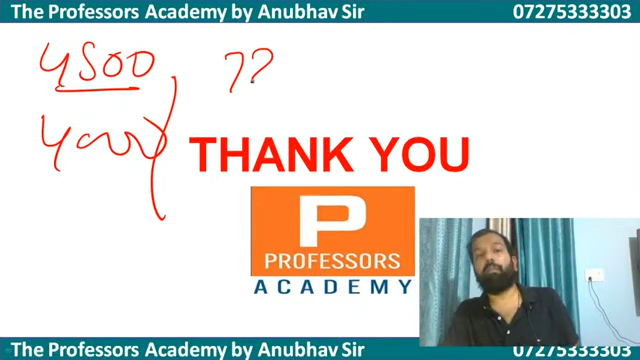 The Professors Academy by Anubhav Sir 07275333303
4500
??
4000
THANK YOU
P
PROFESSORS
ACADEMY
The Professors Academy by Anubhav Sir 07275333303